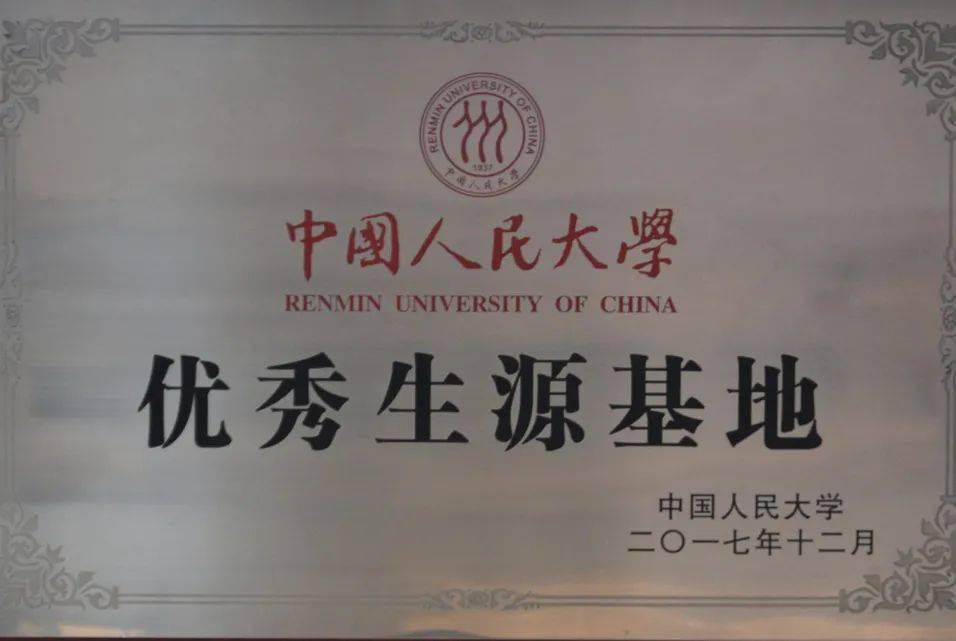 RENMIN UNIVERSITY OF CHINA
1937
中国人民大学
中國人民大學
RENMIN UNIVERSITY OF CHINA
优秀生源基地
中国人民大学
二〇一七年十二月